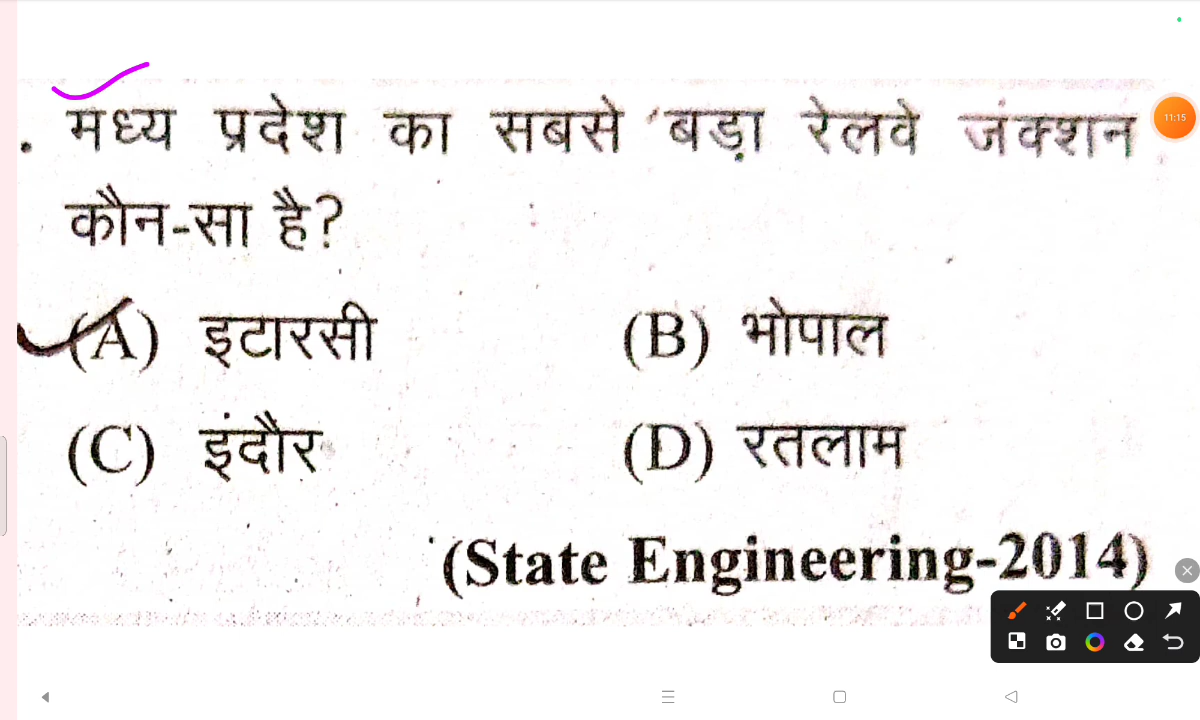 11:15
. मध्य प्रदेश का सबसे बड़ा रेलवे जंक्शन
कौन-सा है?
(A) इटारसी (B) भोपाल
(C) इंदौर (D) रतलाम
(State Engineering-2014)